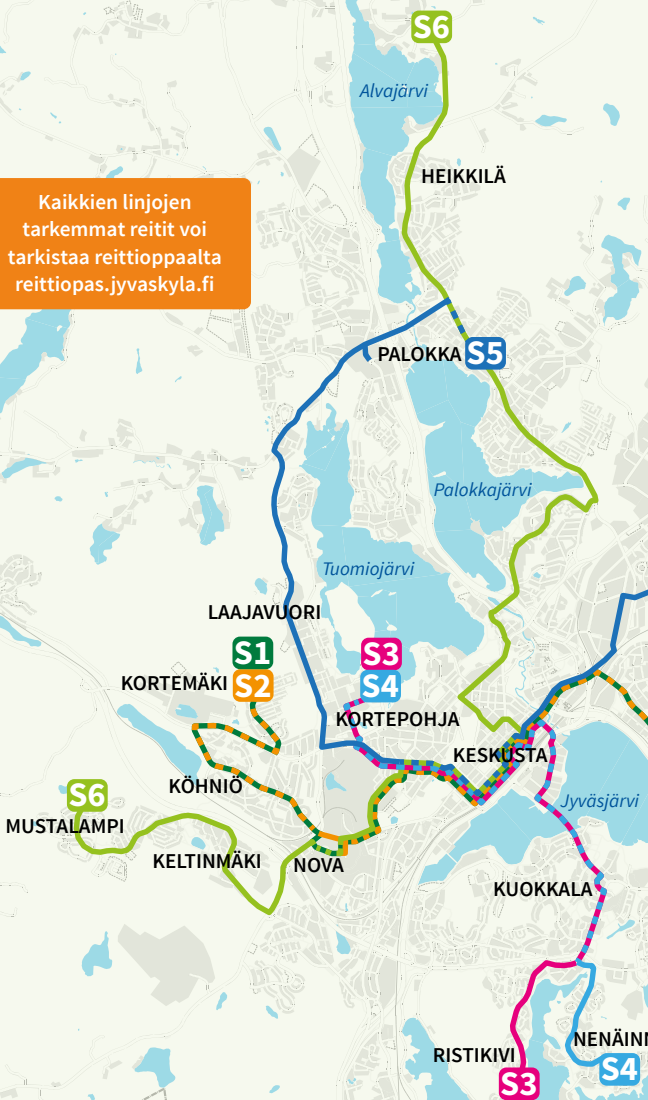 S6
Alvajärvi
HEIKKILÄ
Kaikkien linjojen
tarkemmat reitit voi
tarkistaa reittioppaalta
reittiopas.jyvaskyla.fi
PALOKKA S5
Palokkajärvi
Tuomiojärvi
LAAJAVUORI
S1
S3
KORTEMÄKI S2
S4
KORTEPOHJA
KESKUSTA
KÖHNIÖ
S6
Jyväsjärvi
MUSTALAMPI
KELTINMÄKI
NOVA
KUOKKALA
NENÄINN
RISTIKIVI
S4
S3